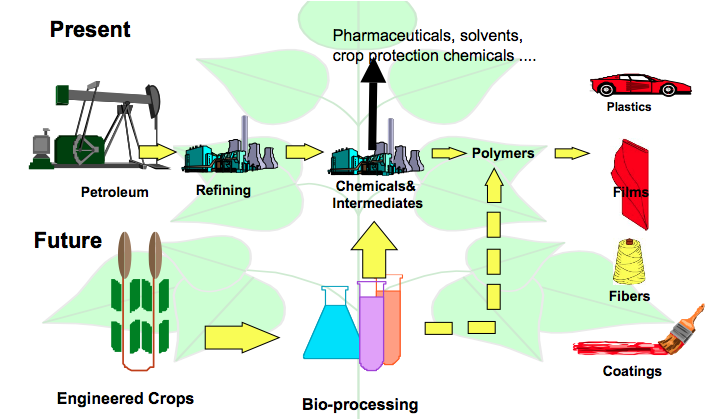 Present
Pharmaceuticals, solvents,
crop protection chemicals ....
Plastics
Polymers
Petroleum
Refining
Chemicals&
Intermediates
Films
Future
Fibers
Coatings
Engineered Crops
Bio-processing